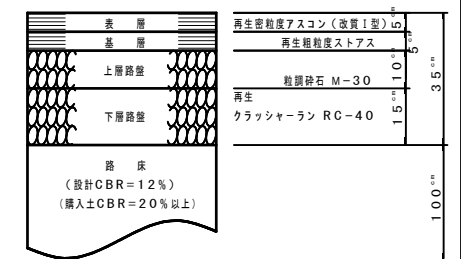 表 層
再生密粒度アスコン（改質Ⅰ型）
5cm
基 層
再生粗粒度ストアス
5cm
上層路盤
粒調砕石 M－30
10cm
35cm
下層路盤
再生
クラッシャーラン RC－40
15cm
路 床
（設計CBR＝12％）
（購入土CBR＝20％以上）
100cm